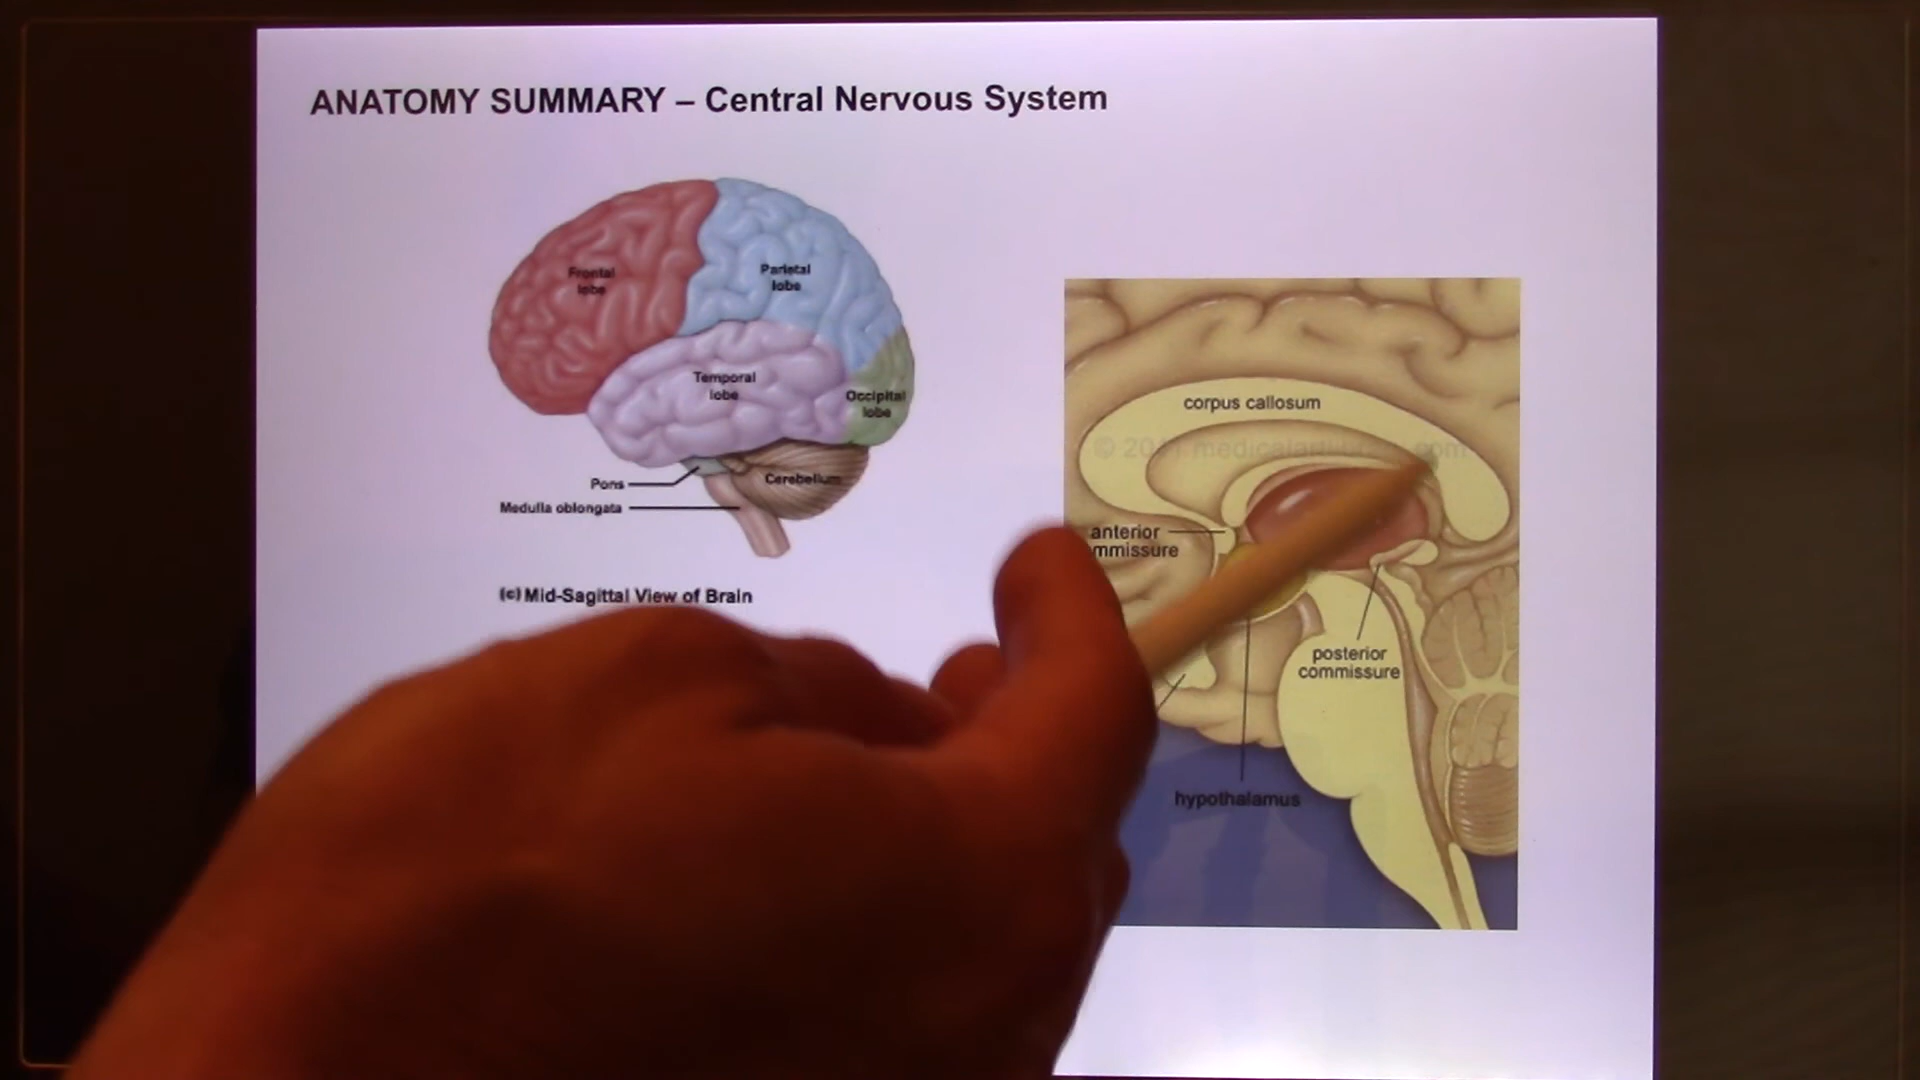 ANATOMY SUMMARY – Central Nervous System
Frontal
lobe
Parietal
lobe
Temporal
lobe
Occipital
lobe
Pons
Cerebellum
Medulla oblongata
(c) Mid-Sagittal View of Brain
corpus callosum
anterior
mmissure
posterior
commissure
hypothalamus